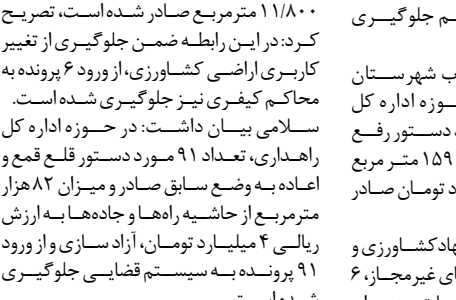 ۱۱/۸۰۰ مترمربع صادر شده است، تصریح
کرد: در این رابطه ضمن جلوگیری از تغییر
کاربری اراضی کشاورزی، از ورود ۶ پرونده به
محاکم کیفری نیز جلوگیری شده است.
سلامی بیان داشت: در حوزه اداره کل
راهداری، تعداد ۹۱ مورد دستور قلع قمع و
اعاده به وضع سابق صادر و میزان ۸۲ هزار
مترمربع از حاشیه راه‌ها و جاده‌ها به ارزش
ریالی ۴ میلیارد تومان، آزاد سازی و از ورود
۹۱ پرونده به سیستم قضایی جلوگیری
جلوگیری
شهرستان
اداره کل
دستور رفع
۱۵۹ متر مربع
تومان صادر
غیرمجاز، ۶